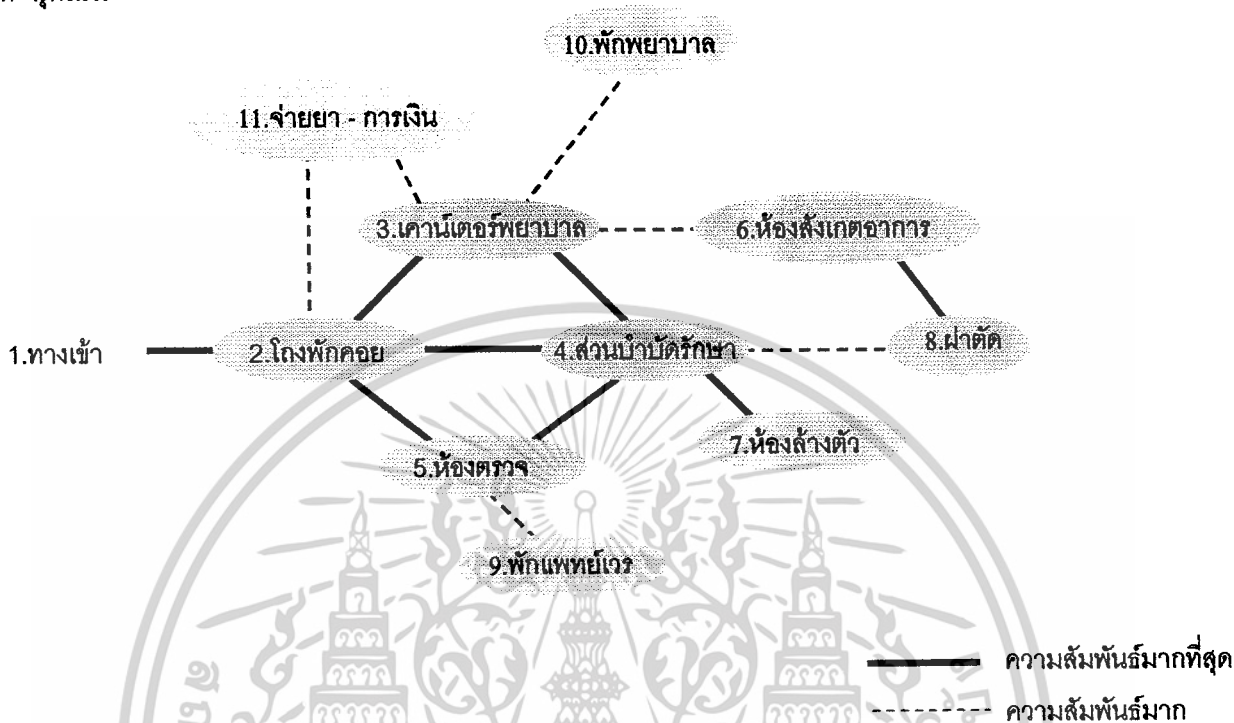 10.พักพยาบาล
11.จ่ายยา - การเงิน
3.เคาน์เตอร์พยาบาล
6.ห้องสังเกตอาการ
1.ทางเข้า
2.โถงพักคอย
4.ส่วนบำบัดรักษา
8.ผ่าตัด
5.ห้องตรวจ
7.ห้องล้างตัว
9.พักแพทย์เวร
ความสัมพันธ์มากที่สุด
ความสัมพันธ์มาก